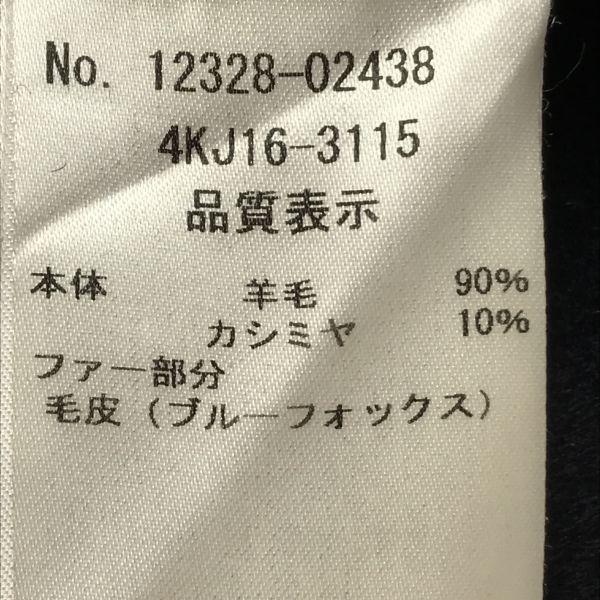 No. 12328-02438
4KJ16-3115
品質表示
本体 羊毛 90%
カシミヤ 10%
ファー部分
毛皮（ブルーフォックス）